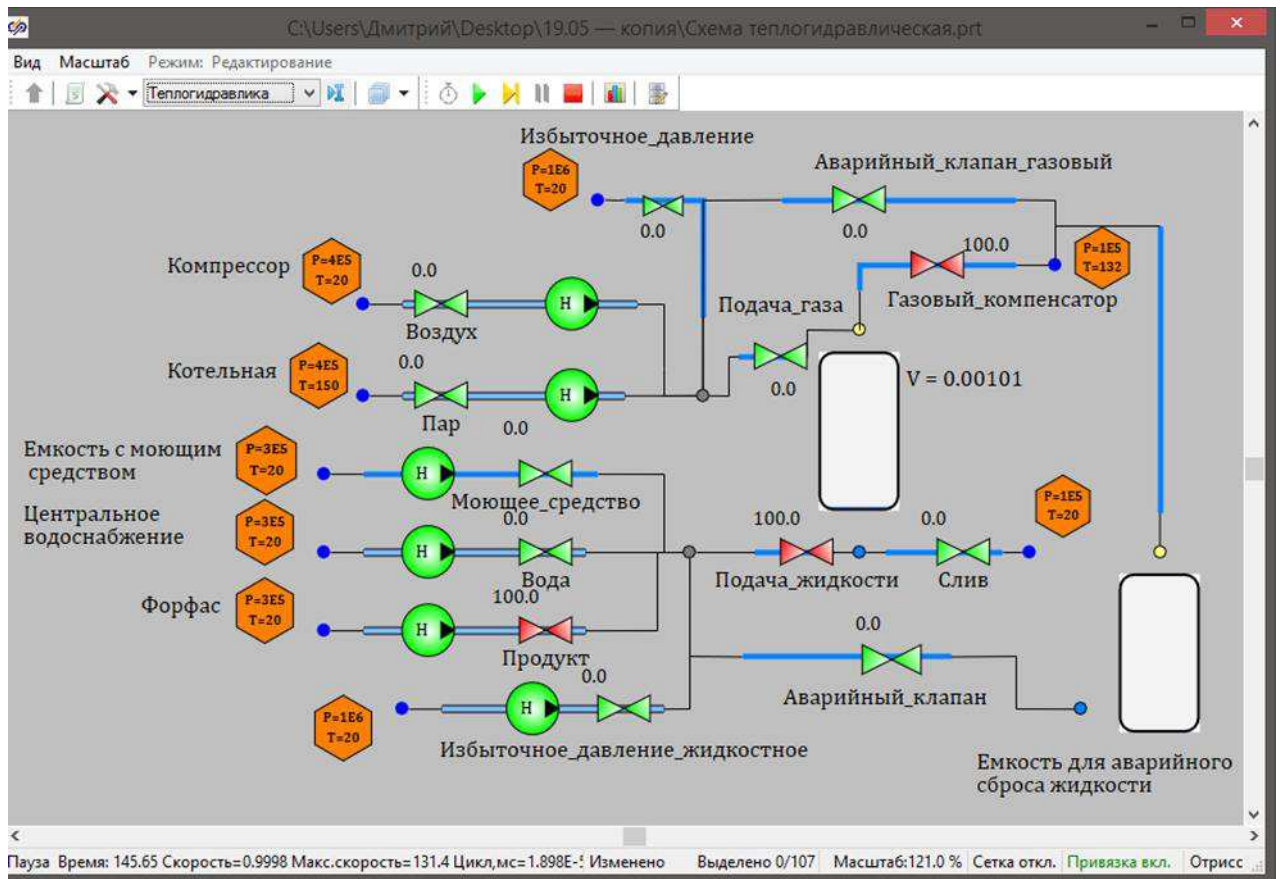 C:\Users\Дмитрий\Desktop\19.05 — копия\Схема теплогидравлическая.prt
Вид Масштаб Режим: Редактирование
Теплогидравлика
Избыточное_давление
P=1E6
T=20
0.0
Аварийный_клапан_газовый
0.0
100.0
P=1E5
T=132
Газовый_компенсатор
Компрессор
P=4E5
T=20
0.0
Воздух
H
Подача_газа
0.0
Котельная
P=4E5
T=150
0.0
Пар
H
V = 0.00101
Емкость с моющим
средством
P=3E5
T=20
H
0.0
Моющее_средство
Центральное
водоснабжение
P=3E5
T=20
H
0.0
Вода
100.0
Подача_жидкости
0.0
Слив
P=1E5
T=20
Форфас
P=3E5
T=20
H
100.0
Продукт
0.0
Аварийный_клапан
P=1E6
T=20
H
0.0
Избыточное_давление_жидкостное
Емкость для аварийного
сброса жидкости
Пауза Время: 145.65 Скорость=0.9998 Макс.скорость=131.4 Цикл,мс=1.898E-5 Изменено Выделено 0/107 Масштаб:121.0 % Сетка откл. Привязка вкл. Отрисс